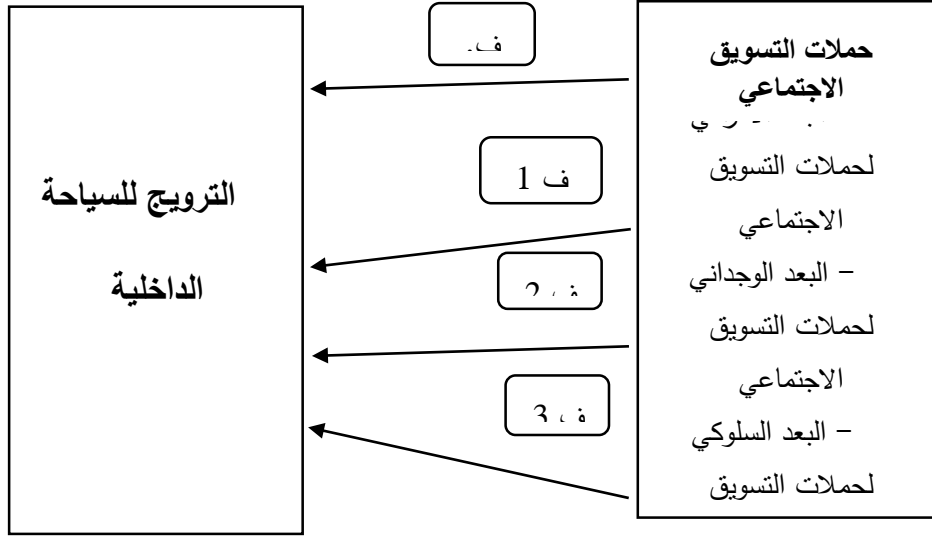 حملات التسويق
الاجتماعي
لحملات التسويق
الاجتماعي
– البعد الوجداني
لحملات التسويق
الاجتماعي
– البعد السلوكي
لحملات التسويق
ف
ف 1
ف 2
ف 3
الترويج للسياحة
الداخلية